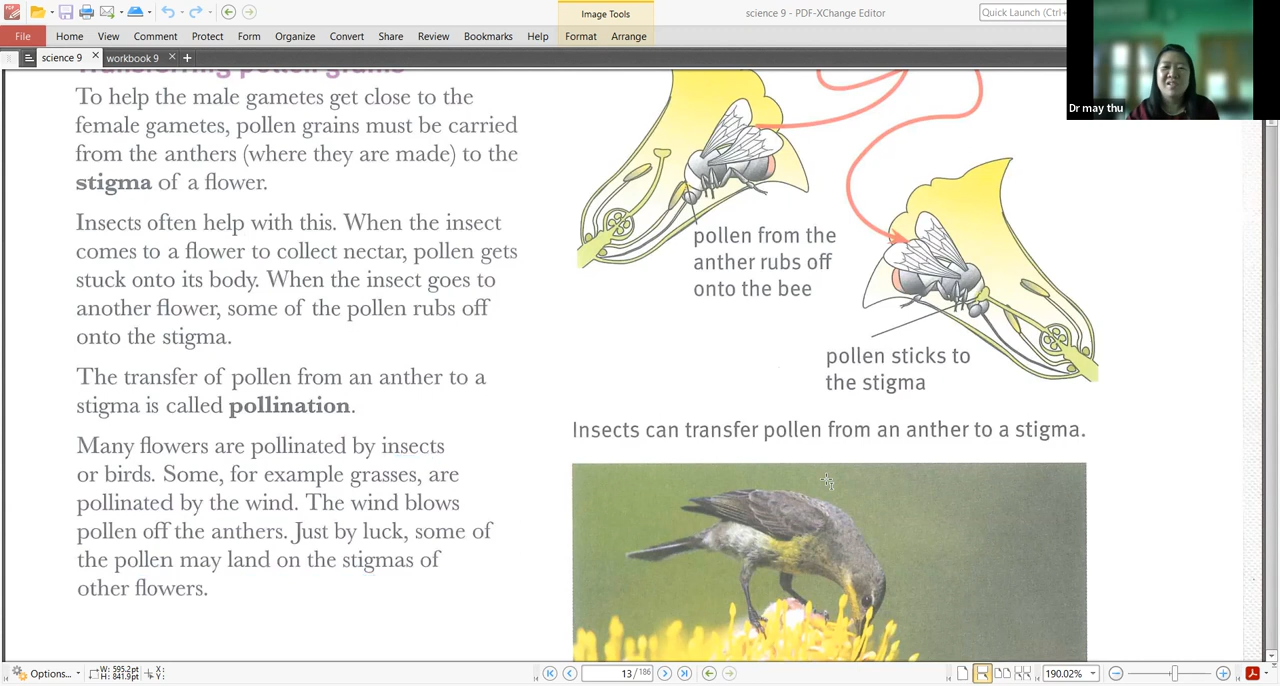 Image Tools
science 9 - PDF-XChange Editor
Quick Launch (Ctrl+
File
Home
View
Comment
Protect
Form
Organize
Convert
Share
Review
Bookmarks
Help
Format
Arrange
science 9
workbook 9
Dr may thu
Transferring pollen grains
To help the male gametes get close to the
female gametes, pollen grains must be carried
from the anthers (where they are made) to the
stigma of a flower.
Insects often help with this. When the insect
comes to a flower to collect nectar, pollen gets
stuck onto its body. When the insect goes to
another flower, some of the pollen rubs off
onto the stigma.
The transfer of pollen from an anther to a
stigma is called pollination.
Many flowers are pollinated by insects
or birds. Some, for example grasses, are
pollinated by the wind. The wind blows
pollen off the anthers. Just by luck, some of
the pollen may land on the stigmas of
other flowers.
pollen from the
anther rubs off
onto the bee
pollen sticks to
the stigma
Insects can transfer pollen from an anther to a stigma.
Options...
W: 595.2pt
H: 841.9pt
X:
Y:
13 / 186
190.02%